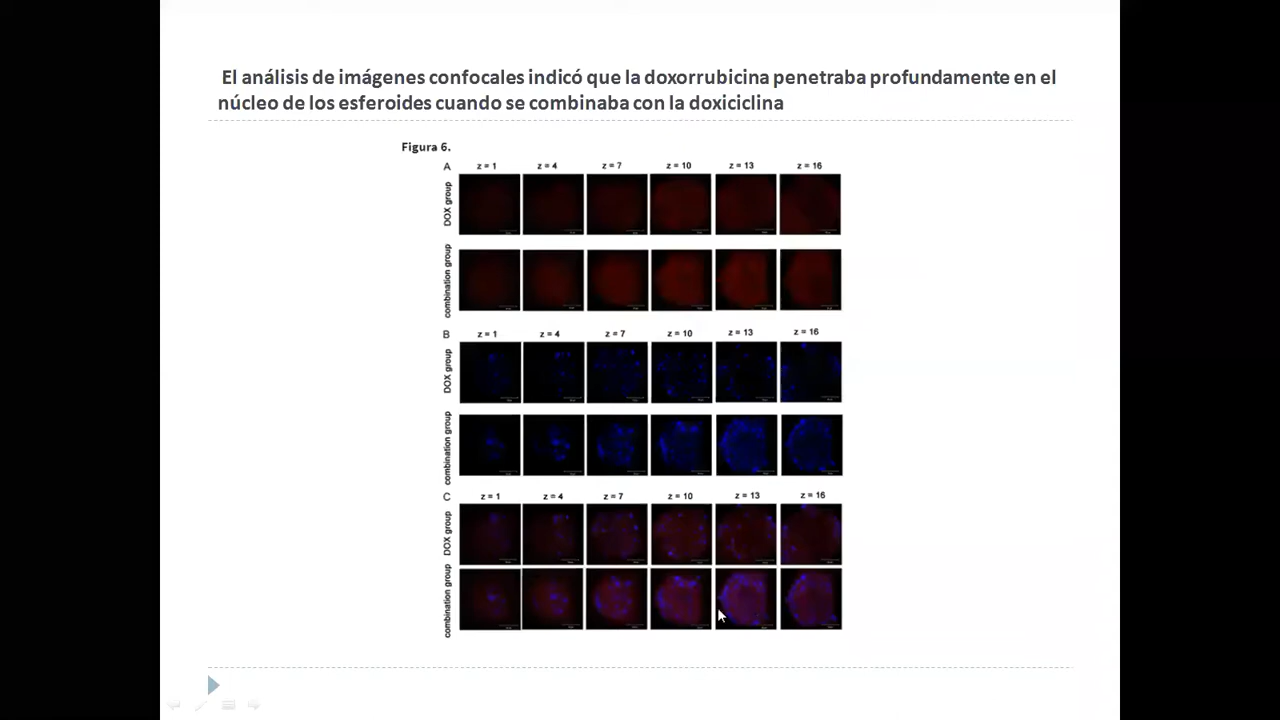 El análisis de imágenes confocales indicó que la doxorrubicina penetraba profundamente en el
núcleo de los esferoides cuando se combinaba con la doxiciclina
Figura 6.
A z = 1 z = 4 z = 7 z = 10 z = 13 z = 16
DOX group
combination group
B z = 1 z = 4 z = 7 z = 10 z = 13 z = 16
DOX group
combination group
C z = 1 z = 4 z = 7 z = 10 z = 13 z = 16
DOX group
combination group